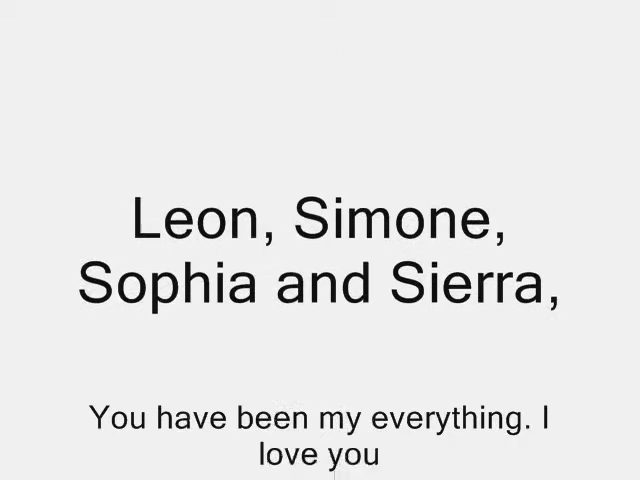 Leon, Simone,
Sophia and Sierra,
You have been my everything. I
love you